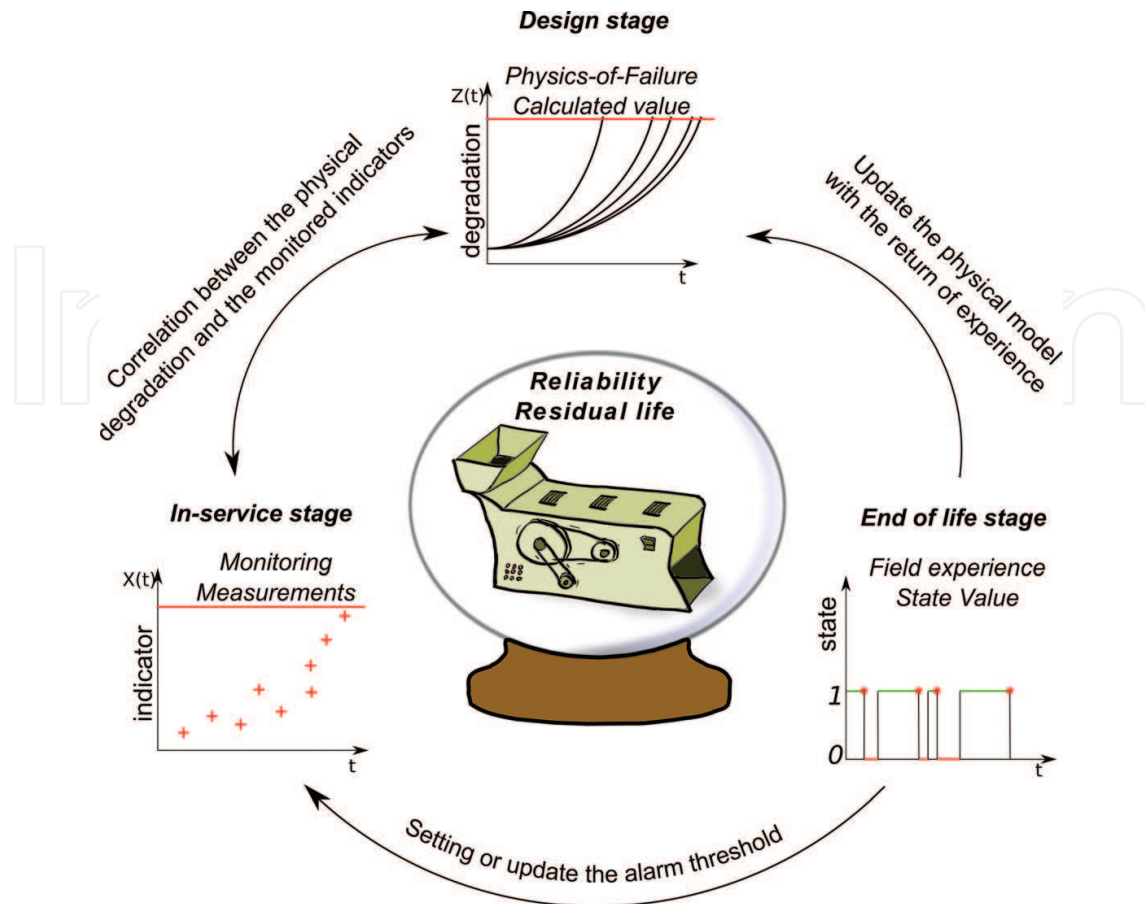 Design stage
Physics-of-Failure
Calculated value
Z(t)
degradation
t
Correlation between the physical
degradation and the monitored indicators
Update the physical model
with the return of experience
Reliability
Residual life
In-service stage
Monitoring
Measurements
X(t)
indicator
t
End of life stage
Field experience
State Value
state
1
0
t
Setting or update the alarm threshold